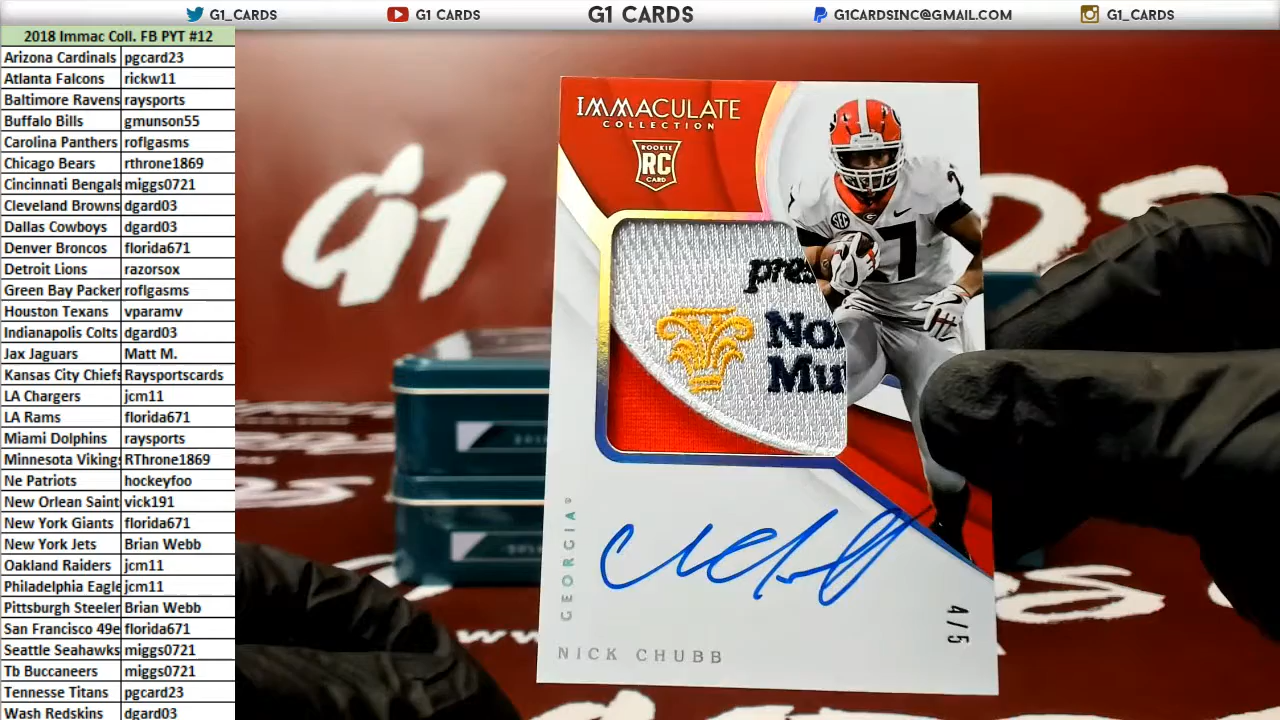 G1_CARDS
G1 CARDS
G1 CARDS
G1CARDSINC@GMAIL.COM
G1_CARDS
2018 Immac Coll. FB PYT #12
Arizona Cardinals pgcard23
Atlanta Falcons rickw11
Baltimore Ravens raysports
Buffalo Bills gmunson55
Carolina Panthers roflgasms
Chicago Bears rthrone1869
Cincinnati Bengals miggs0721
Cleveland Browns dgard03
Dallas Cowboys dgard03
Denver Broncos florida671
Detroit Lions razorsox
Green Bay Packer roflgasms
Houston Texans vparamv
Indianapolis Colts dgard03
Jax Jaguars Matt M.
Kansas City Chiefs Raysportscards
LA Chargers jcm11
LA Rams florida671
Miami Dolphins raysports
Minnesota Vikings RThrone1869
Ne Patriots hockeyfoo
New Orlean Saint vick191
New York Giants florida671
New York Jets Brian Webb
Oakland Raiders jcm11
Philadelphia Eagle jcm11
Pittsburgh Steeler Brian Webb
San Francisco 49e florida671
Seattle Seahawks miggs0721
Tb Buccaneers miggs0721
Tennesse Titans pgcard23
Wash Redskins dgard03
G1
IMMACULATE
COLLECTION
ROOKIE
RC
CARD
SEC
G
pres
No
Mu
GEORGIA
4/5
NICK CHUBB